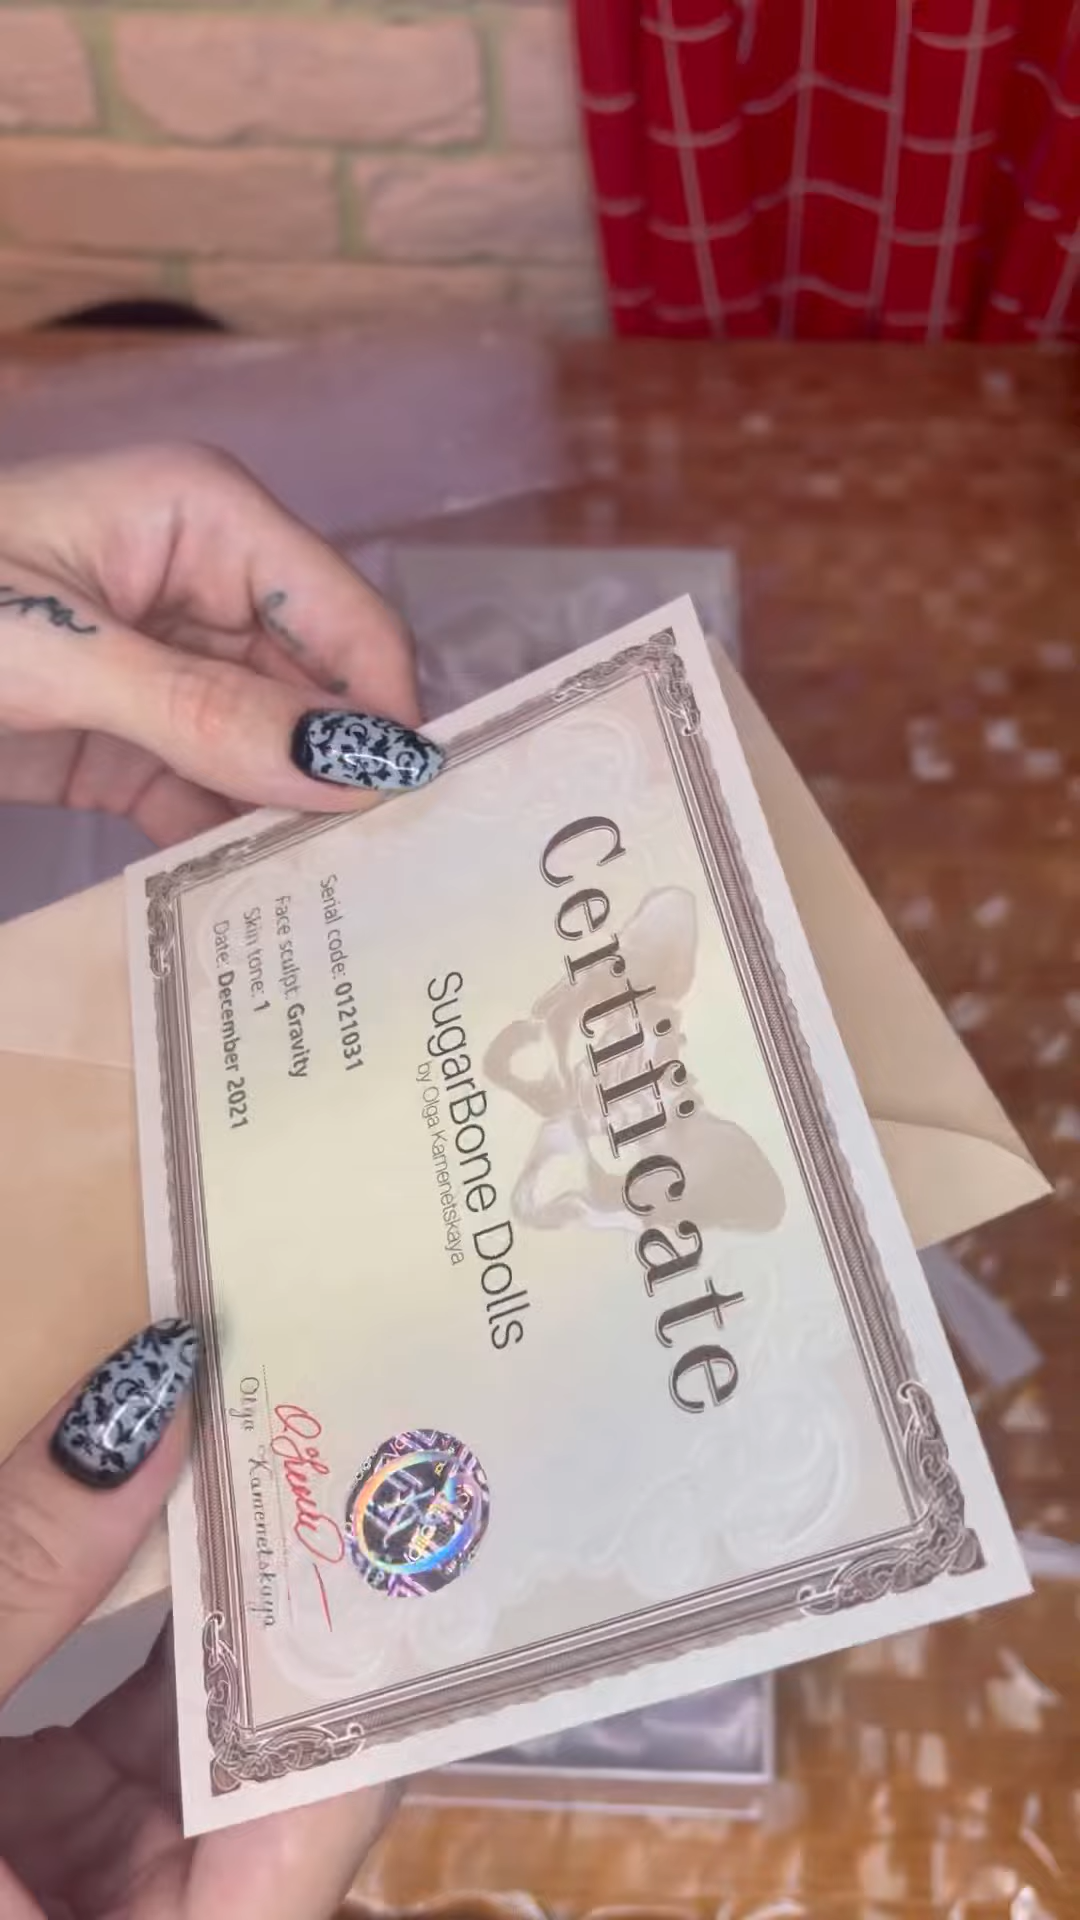 Certificate
SugarBone Dolls
by Olga Kamenetskaya
Serial code: 0121031
Face sculpt: Gravity
Skin tone: 1
Date: December 2021
Olga Kamenetskaya